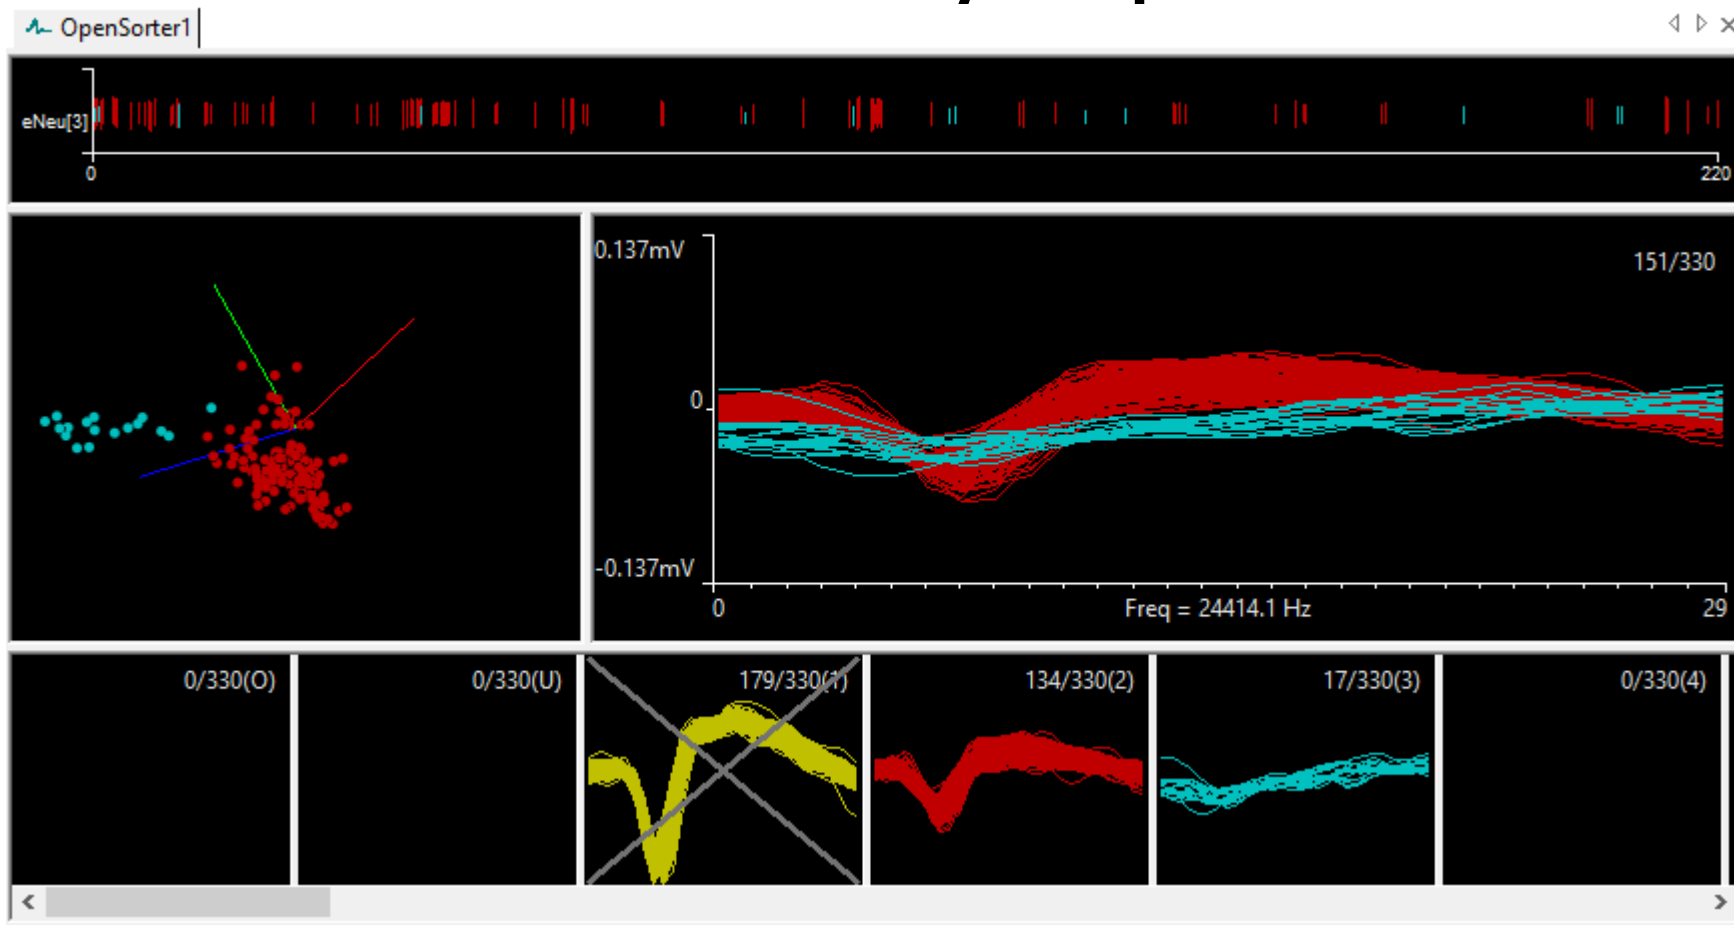 OpenSorter1
eNeu[3]
0
220
0.137mV
151/330
0
-0.137mV
0
Freq = 24414.1 Hz
29
0/330(O)
0/330(U)
179/330(1)
134/330(2)
17/330(3)
0/330(4)